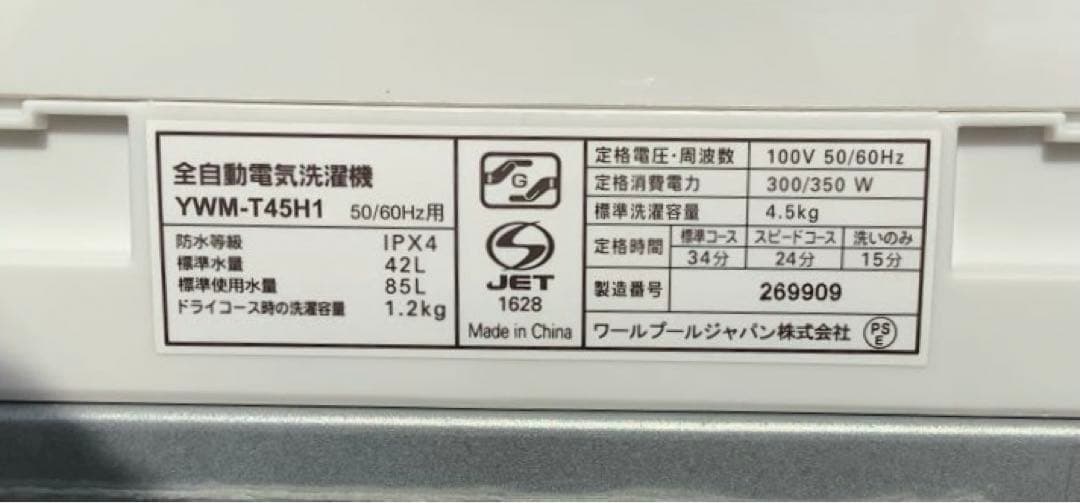 全自動電気洗濯機
YWM-T45H1 50/60Hz用
防水等級 IPX4
標準水量 42L
標準使用水量 85L
ドライコース時の洗濯容量 1.2kg
G
JET
1628
Made in China
定格電圧・周波数 100V 50/60Hz
定格消費電力 300/350 W
標準洗濯容量 4.5kg
定格時間 標準コース スピードコース 洗いのみ
34分 24分 15分
製造番号 269909
ワールプールジャパン株式会社 PS
E